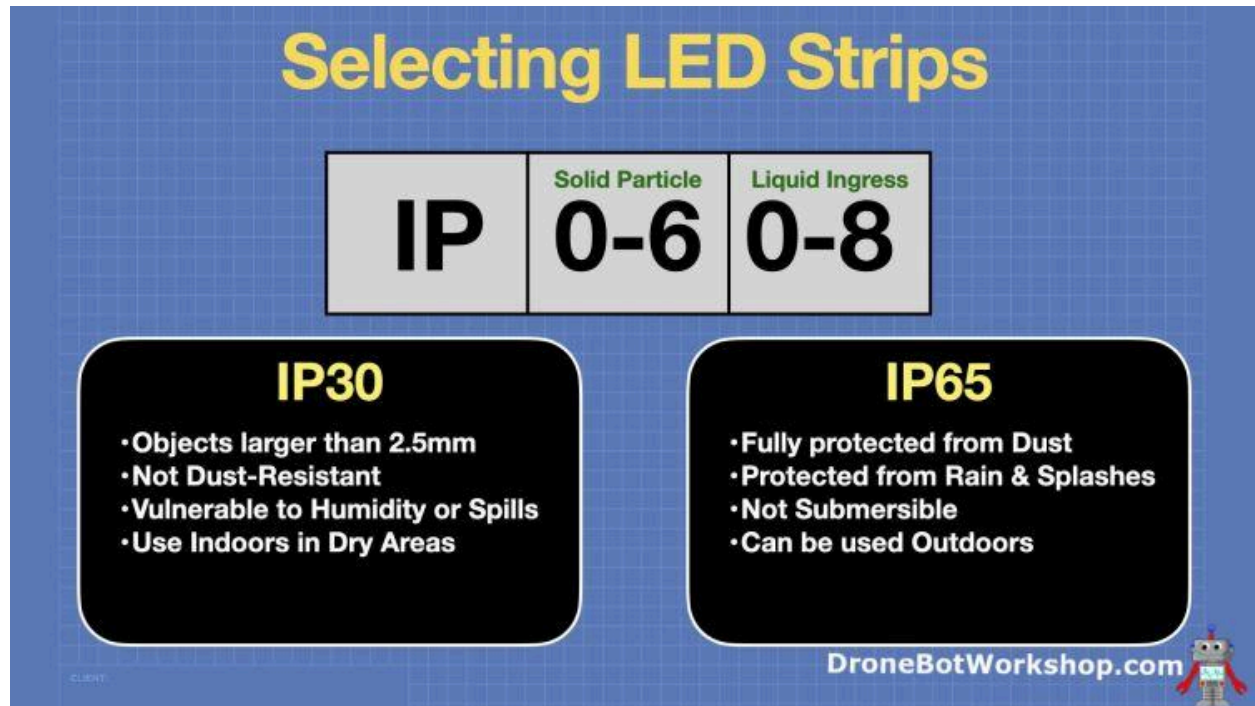 Selecting LED Strips
Solid Particle
Liquid Ingress
IP
0-6
0-8
IP30
•Objects larger than 2.5mm
•Not Dust-Resistant
•Vulnerable to Humidity or Spills
•Use Indoors in Dry Areas
IP65
•Fully protected from Dust
•Protected from Rain & Splashes
•Not Submersible
•Can be used Outdoors
DroneBotWorkshop.com
CLIENT: